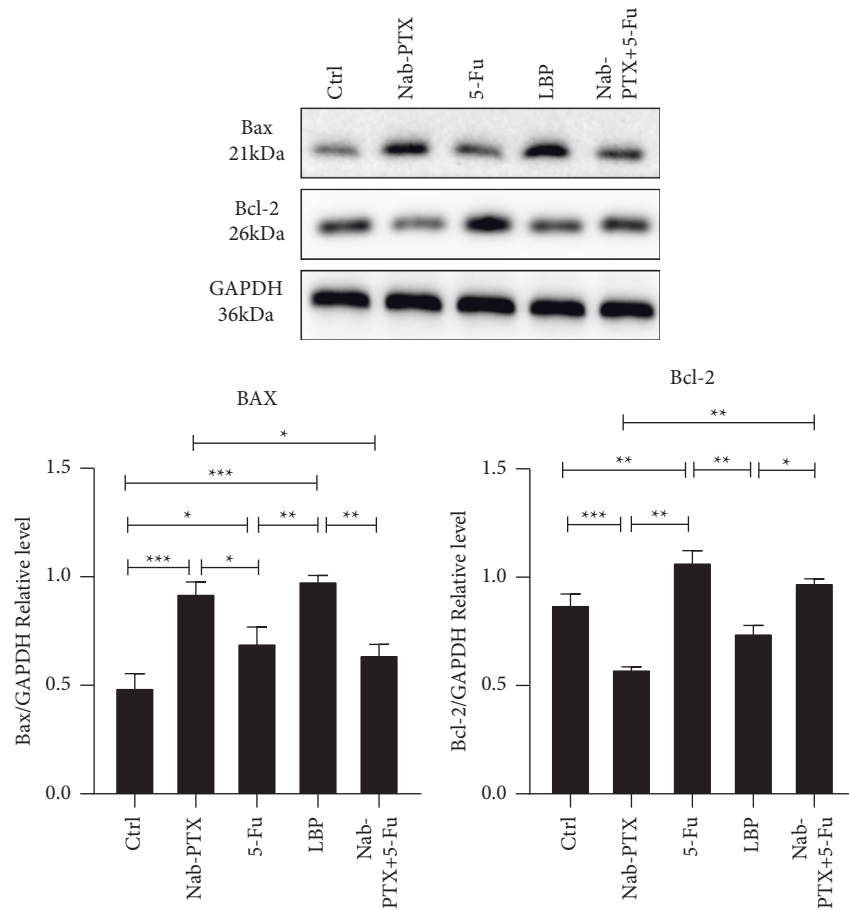 Ctrl
Nab-PTX
5-Fu
LBP
Nab-
PTX+5-Fu
Bax
21kDa
Bcl-2
26kDa
GAPDH
36kDa
BAX
Bax/GAPDH Relative level
1.5
1.0
0.5
0.0
*
***
*
**
**
***
*
Ctrl
Nab-PTX
5-Fu
LBP
Nab-
PTX+5-Fu
Bcl-2
Bcl-2/GAPDH Relative level
1.5
1.0
0.5
0.0
**
**
**
*
***
**
Ctrl
Nab-PTX
5-Fu
LBP
Nab-
PTX+5-Fu